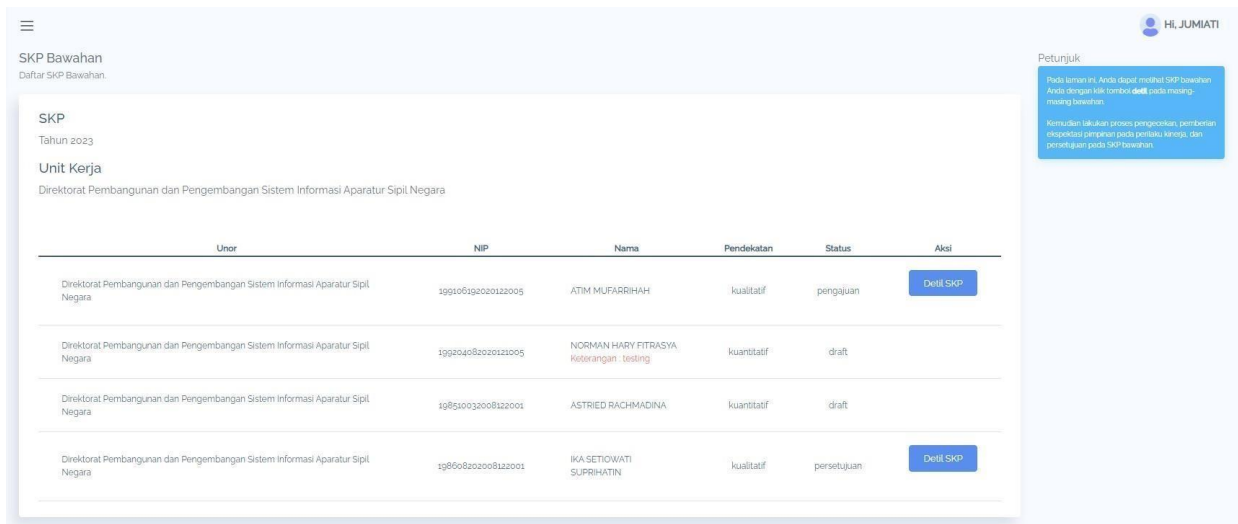 Hi, JUMIATI
SKP Bawahan
Daftar SKP Bawahan.
Petunjuk
Pada laman ini, Anda dapat melihat SKP bawahan
Anda dengan klik tombol detil pada masing-
masing bawahan.
Kemudian lakukan proses pengecekan, pemberian
ekspektasi pimpinan pada perilaku kinerja, dan
persetujuan pada SKP bawahan.
SKP
Tahun 2023
Unit Kerja
Direktorat Pembangunan dan Pengembangan Sistem Informasi Aparatur Sipil Negara
Unor NIP Nama Pendekatan Status Aksi
Direktorat Pembangunan dan Pengembangan Sistem Informasi Aparatur Sipil
Negara
199106192020122005 ATIM MUFARRIHAH kualitatif pengajuan Detil SKP
Direktorat Pembangunan dan Pengembangan Sistem Informasi Aparatur Sipil
Negara
199204082020121005 NORMAN HARY FITRASYA
Keterangan : testing
kuantitatif draft
Direktorat Pembangunan dan Pengembangan Sistem Informasi Aparatur Sipil
Negara
198510032008122001 ASTRIED RACHMADINA kuantitatif draft
Direktorat Pembangunan dan Pengembangan Sistem Informasi Aparatur Sipil
Negara
198608202008122001 IKA SETIOWATI
SUPRIHATIN
kualitatif persetujuan Detil SKP